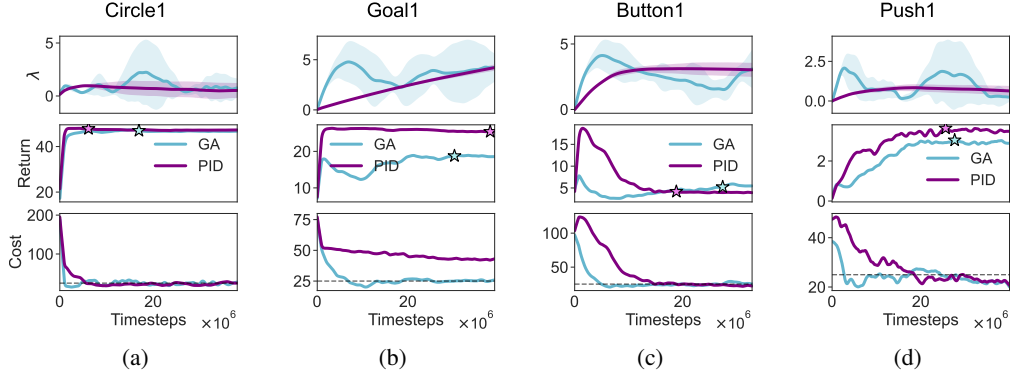 Circle1
Goal1
Button1
Push1
λ
5
0
5
0
5
0
2.5
0.0
Return
40
20
GA
PID
20
10
GA
PID
15
10
5
GA
PID
2
0
GA
PID
Cost
200
100
0
20
Timesteps
×10⁶
75
50
25
0
20
Timesteps
×10⁶
100
50
0
20
Timesteps
×10⁶
40
20
0
20
Timesteps
×10⁶
(a)
(b)
(c)
(d)